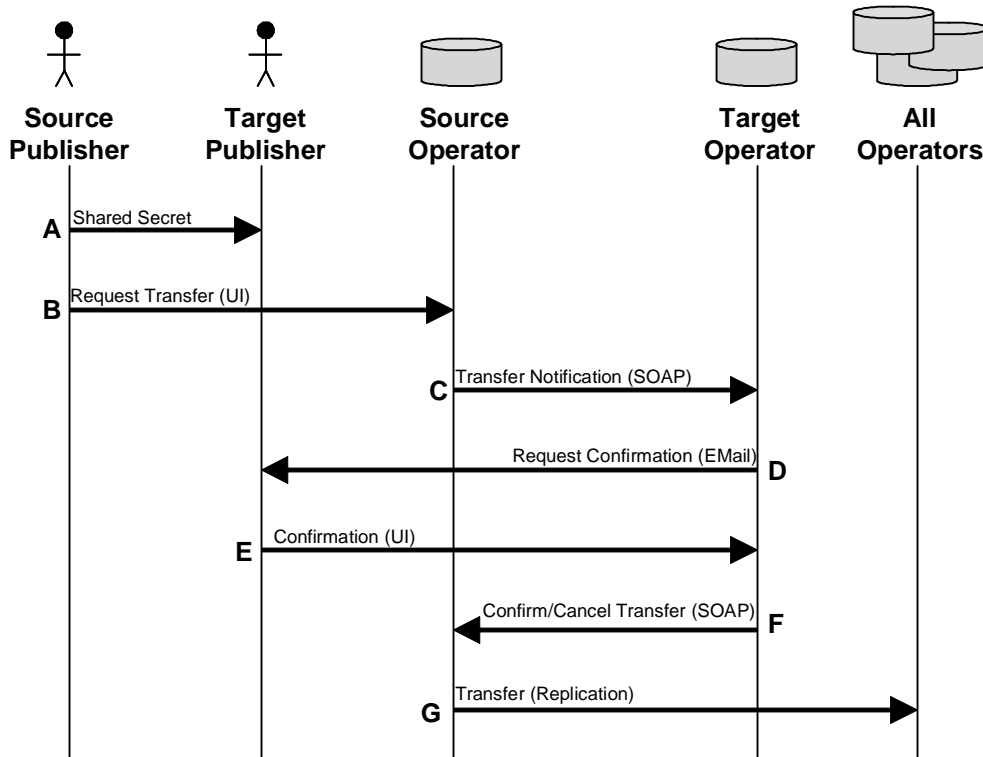 Source
Publisher
Target
Publisher
Source
Operator
Target
Operator
All
Operators
A
Shared Secret
B
Request Transfer (UI)
C
Transfer Notification (SOAP)
Request Confirmation (EMail)
D
E
Confirmation (UI)
Confirm/Cancel Transfer (SOAP)
F
G
Transfer (Replication)